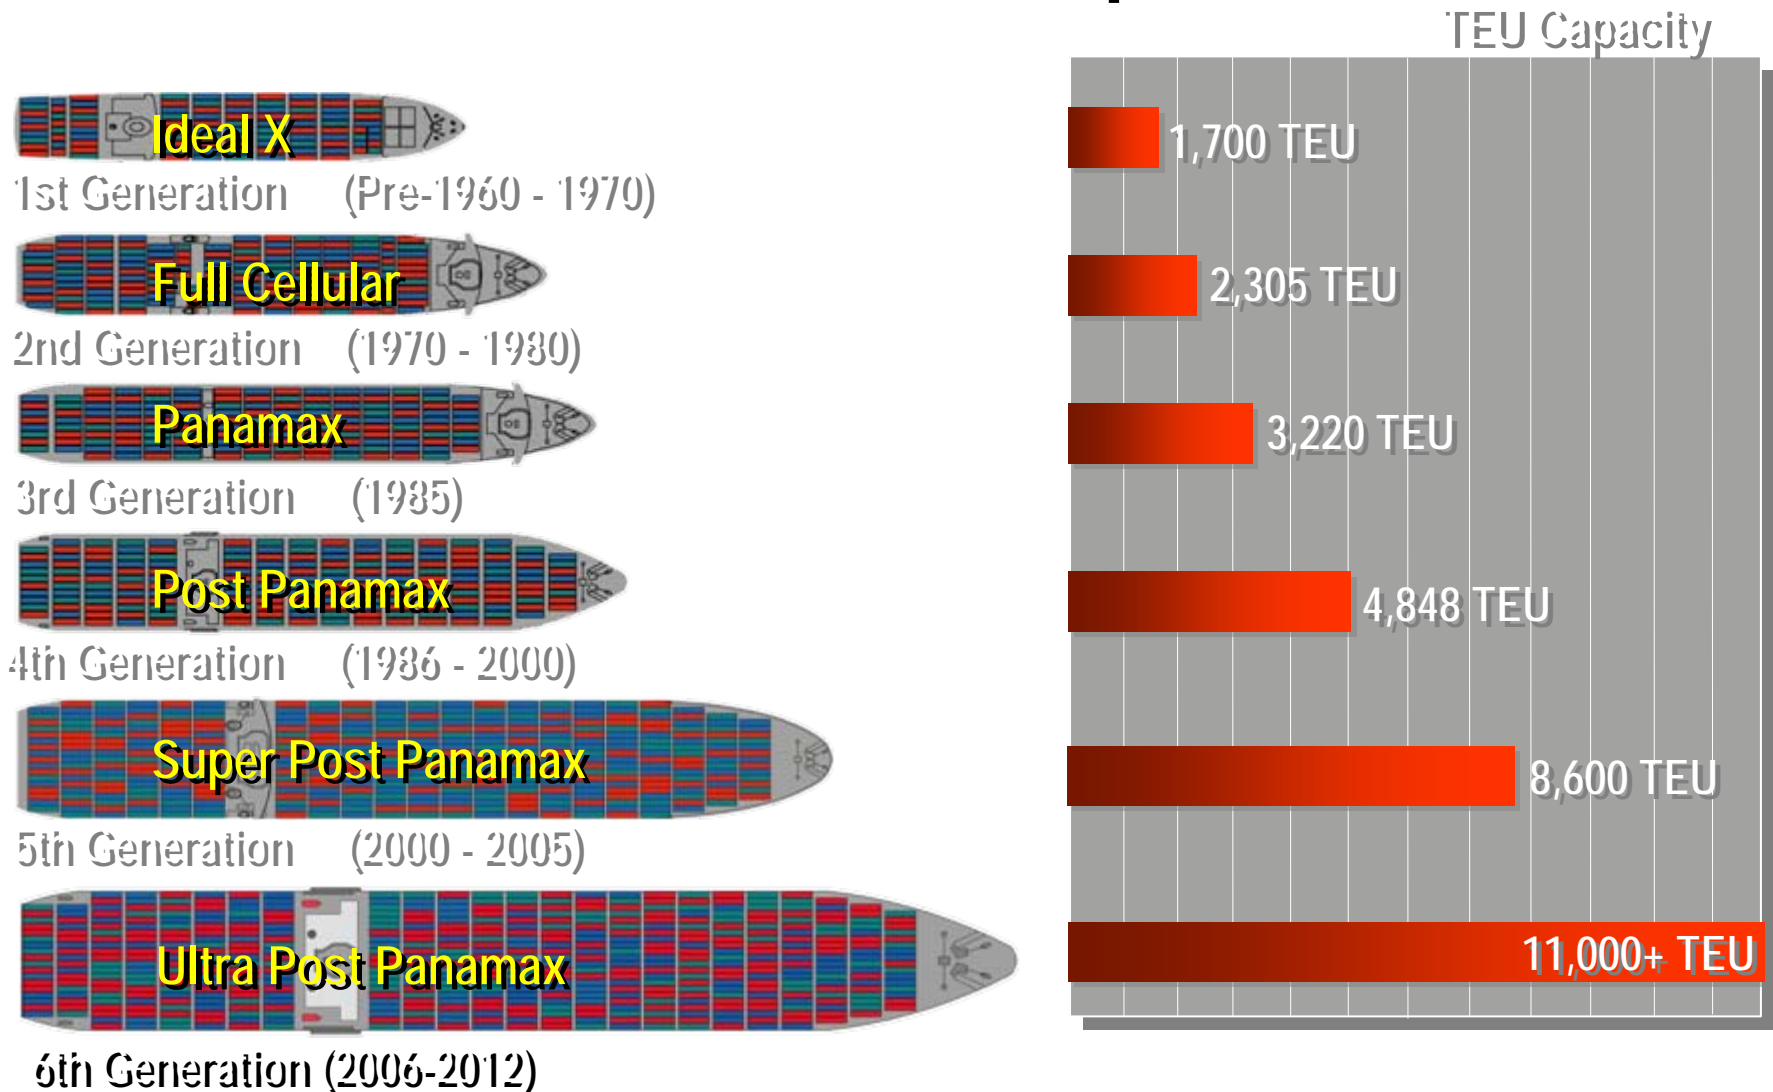 TEU Capacity
Ideal X
1,700 TEU
1st Generation (Pre-1960 - 1970)
Full Cellular
2,305 TEU
2nd Generation (1970 - 1980)
Panamax
3,220 TEU
3rd Generation (1985)
Post Panamax
4,848 TEU
4th Generation (1986 - 2000)
Super Post Panamax
8,600 TEU
5th Generation (2000 - 2005)
Ultra Post Panamax
11,000+ TEU
6th Generation (2006-2012)